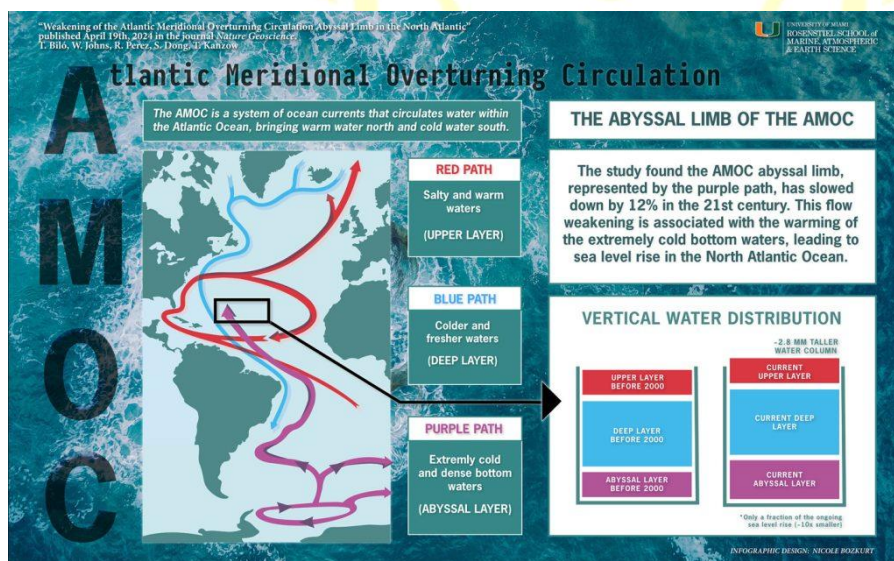 "Weakening of the Atlantic Meridional Overturning Circulation Abyssal Limb in the North Atlantic"
published April 19th, 2024 in the journal Nature Geoscience.
T. Biló, W. Johns, R. Perez, S. Dong, T. Kanzow
UNIVERSITY OF MIAMI
ROSENSTIEL SCHOOL of
MARINE, ATMOSPHERIC
& EARTH SCIENCE
Atlantic Meridional Overturning Circulation
M
O
C
The AMOC is a system of ocean currents that circulates water within
the Atlantic Ocean, bringing warm water north and cold water south.
RED PATH
Salty and warm
waters
(UPPER LAYER)
BLUE PATH
Colder and
fresher waters
(DEEP LAYER)
PURPLE PATH
Extremly cold
and dense bottom
waters
(ABYSSAL LAYER)
THE ABYSSAL LIMB OF THE AMOC
The study found the AMOC abyssal limb,
represented by the purple path, has slowed
down by 12% in the 21st century. This flow
weakening is associated with the warming of
the extremely cold bottom waters, leading to
sea level rise in the North Atlantic Ocean.
VERTICAL WATER DISTRIBUTION
~2.8 MM TALLER
WATER COLUMN
UPPER LAYER
BEFORE 2000
DEEP LAYER
BEFORE 2000
ABYSSAL LAYER
BEFORE 2000
CURRENT
UPPER LAYER
CURRENT DEEP
LAYER
CURRENT
ABYSSAL LAYER
*Only a fraction of the ongoing
sea level rise (~10x smaller)
INFOGRAPHIC DESIGN: NICOLE BOZKURT